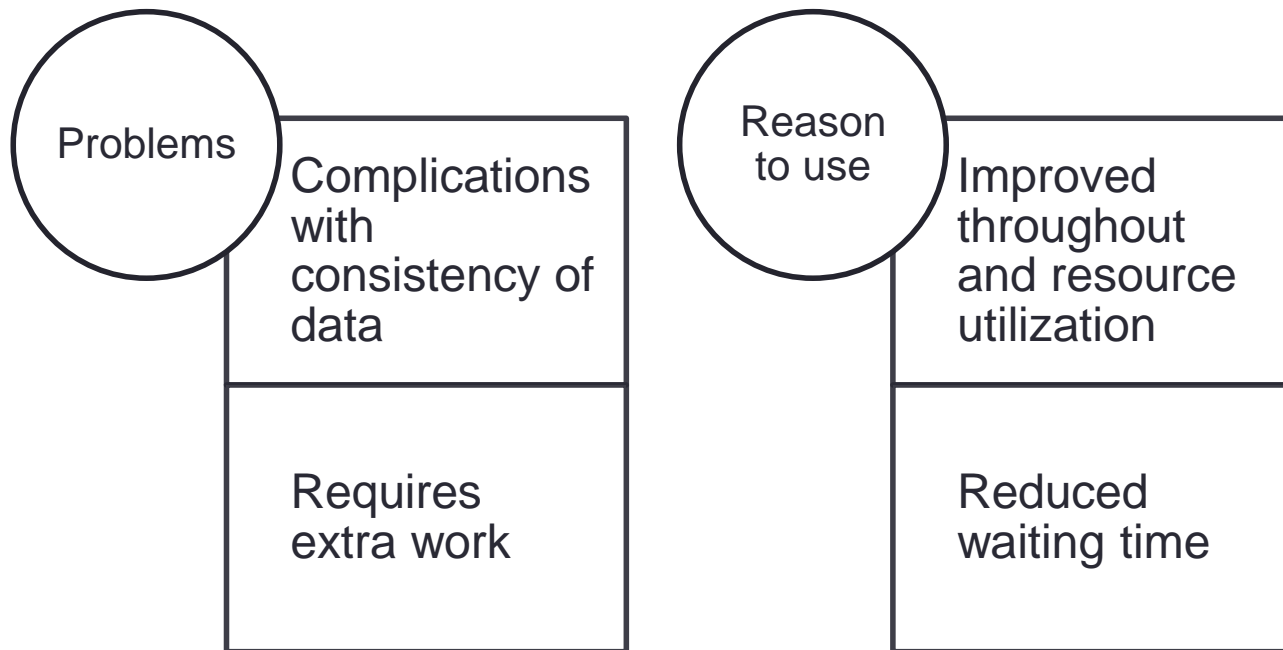 Problems
Complications
with
consistency of
data
Requires
extra work
Reason
to use
Improved
throughout
and resource
utilization
Reduced
waiting time